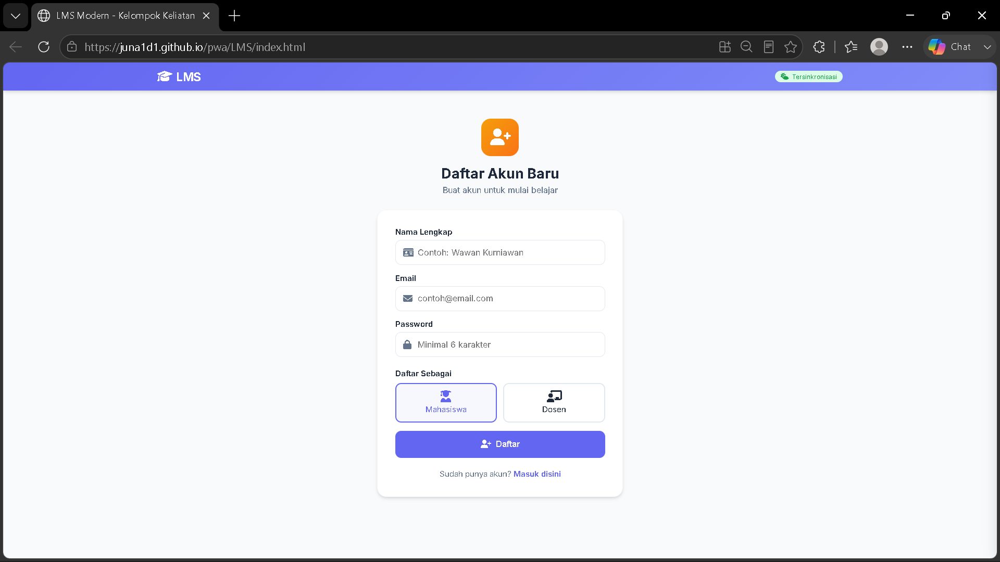 LMS Modern - Kelompok Keliatan
https://juna1d1.github.io/pwa/LMS/index.html
Chat
LMS
Tersinkronisasi
Daftar Akun Baru
Buat akun untuk mulai belajar
Nama Lengkap
Contoh: Wawan Kurniawan
Email
contoh@email.com
Password
Minimal 6 karakter
Daftar Sebagai
Mahasiswa
Dosen
Daftar
Sudah punya akun? Masuk disini